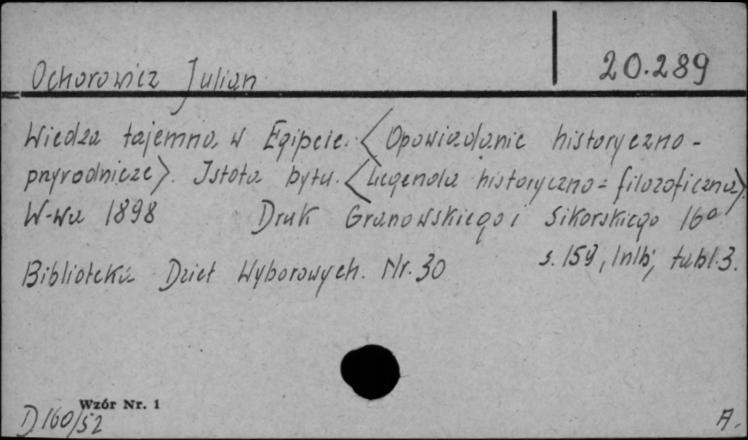 Ochorowicz Julian 20.289
Wiedza tajemna w Egipcie. <Opowiadanie historyczno-
przyrodnicze>. Istota bytu. <Legenda historyczno=filozoficzna>.
W-wa 1898 Druk Granowskiego i Sikorskiego 16°
s. 159, 1nlb, tabl. 3.
Biblioteka Dzieł Wyborowych. Nr. 30
Wzór Nr. 1
D160/52 A.